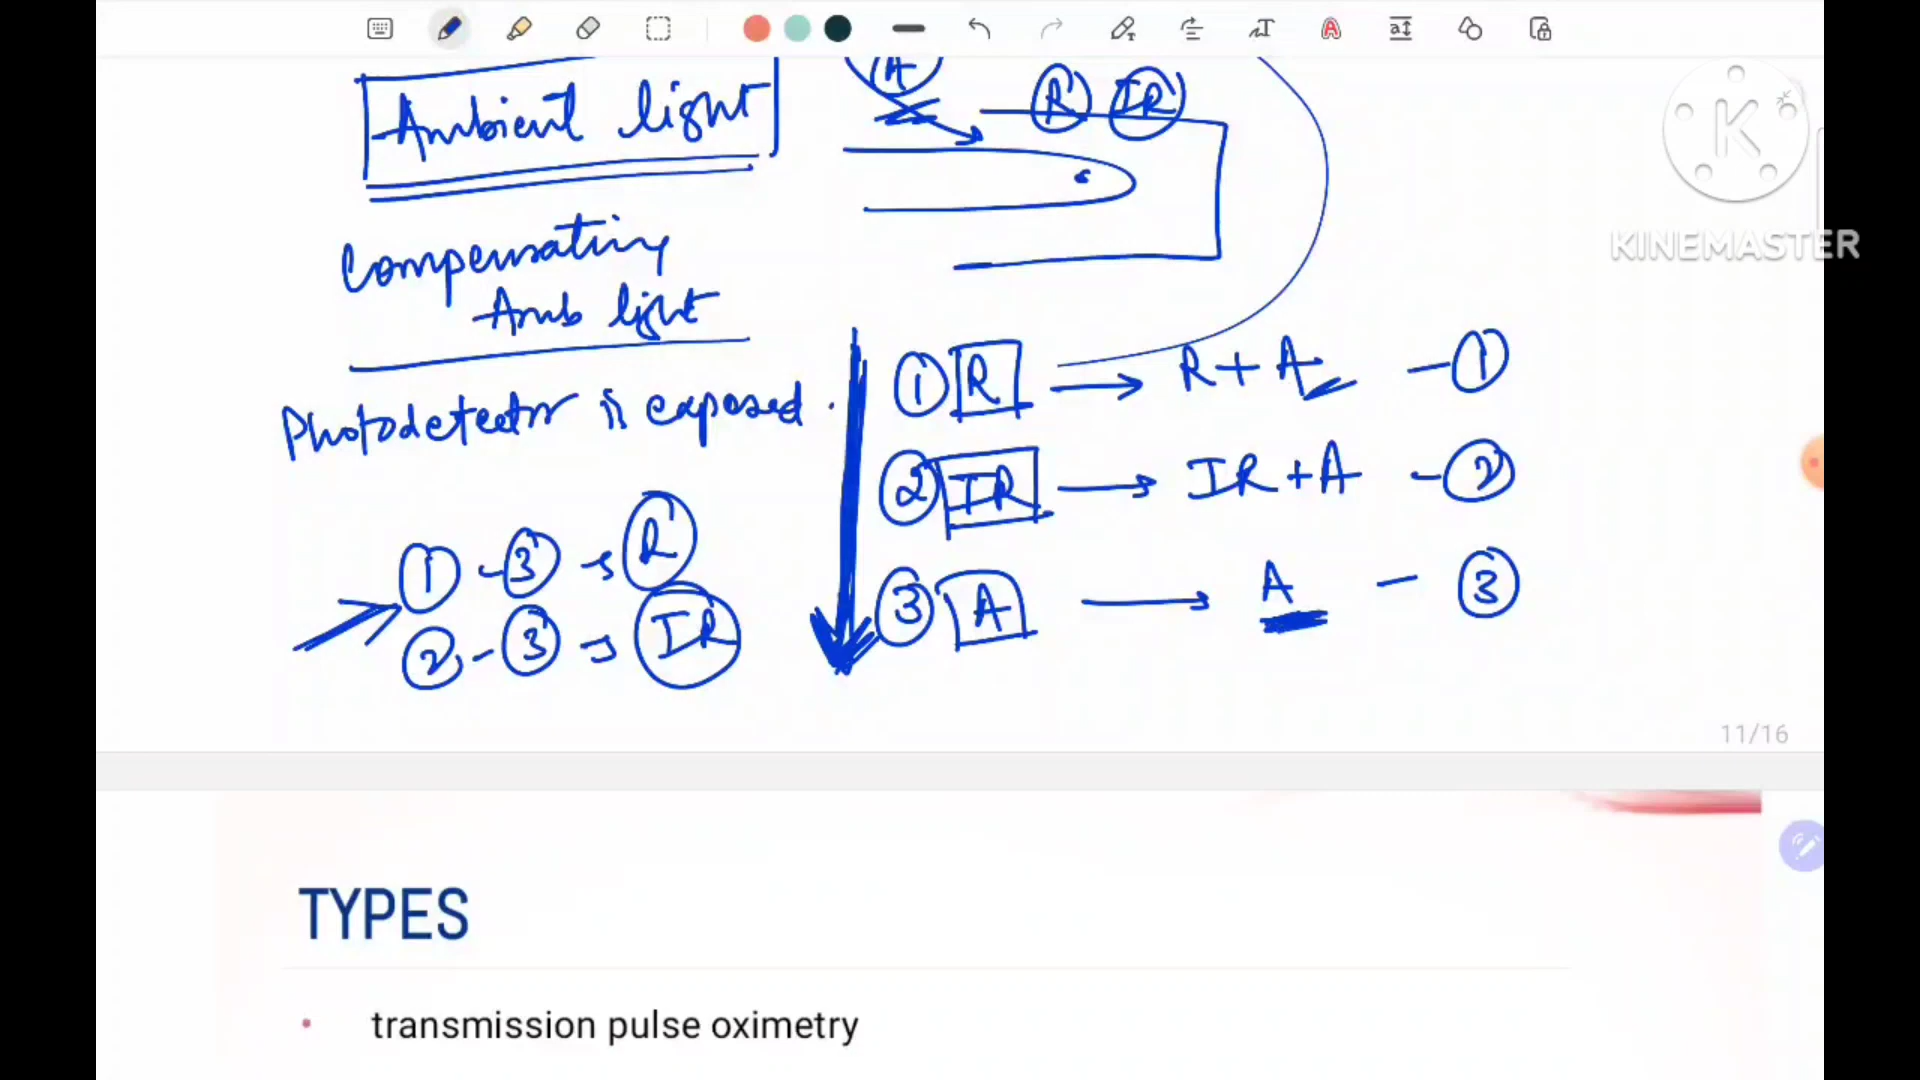 A
R IR
Ambient light
K
KINEMASTER
Compensating
Amb light
① R → R + A - ①
Photodetector is exposed.
② IR → IR + A - ②
① - ③ → R
③ A → A - ③
② - ③ → IR
11/16
TYPES
• transmission pulse oximetry